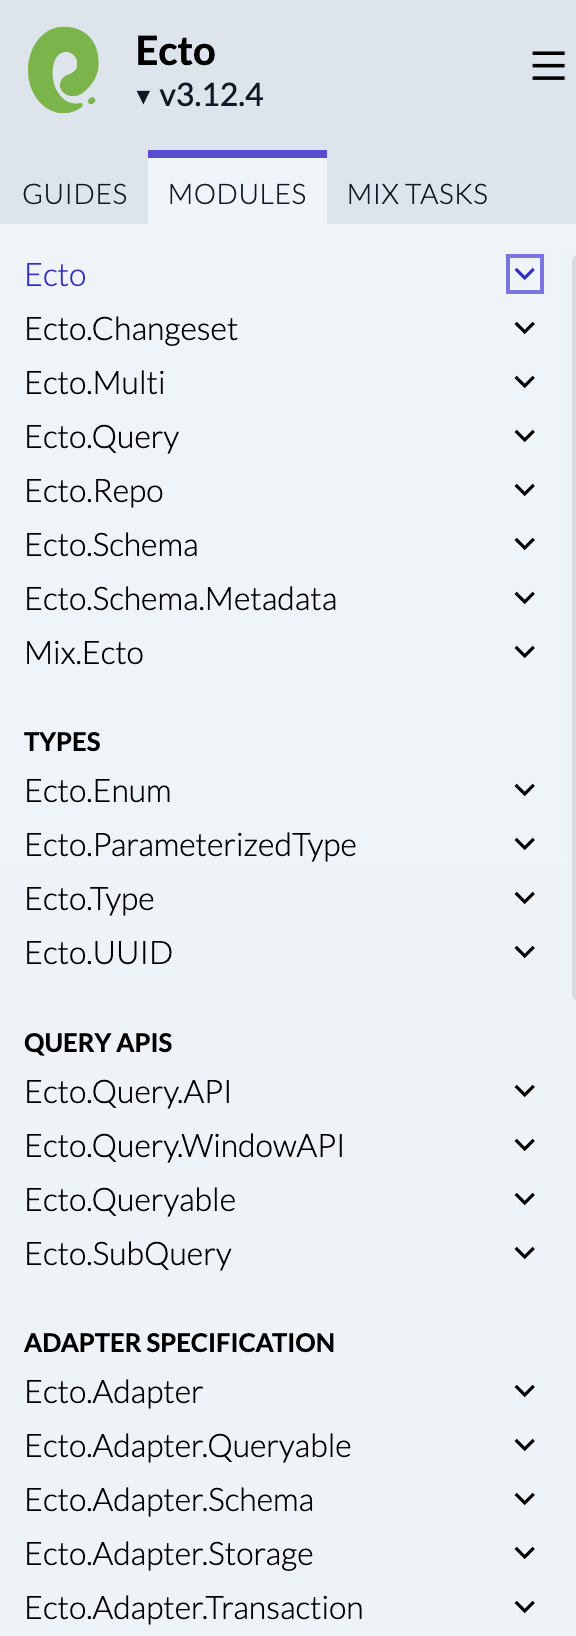 Ecto
▼ v3.12.4
GUIDES MODULES MIX TASKS
Ecto
Ecto.Changeset
Ecto.Multi
Ecto.Query
Ecto.Repo
Ecto.Schema
Ecto.Schema.Metadata
Mix.Ecto
TYPES
Ecto.Enum
Ecto.ParameterizedType
Ecto.Type
Ecto.UUID
QUERY APIS
Ecto.Query.API
Ecto.Query.WindowAPI
Ecto.Queryable
Ecto.SubQuery
ADAPTER SPECIFICATION
Ecto.Adapter
Ecto.Adapter.Queryable
Ecto.Adapter.Schema
Ecto.Adapter.Storage
Ecto.Adapter.Transaction